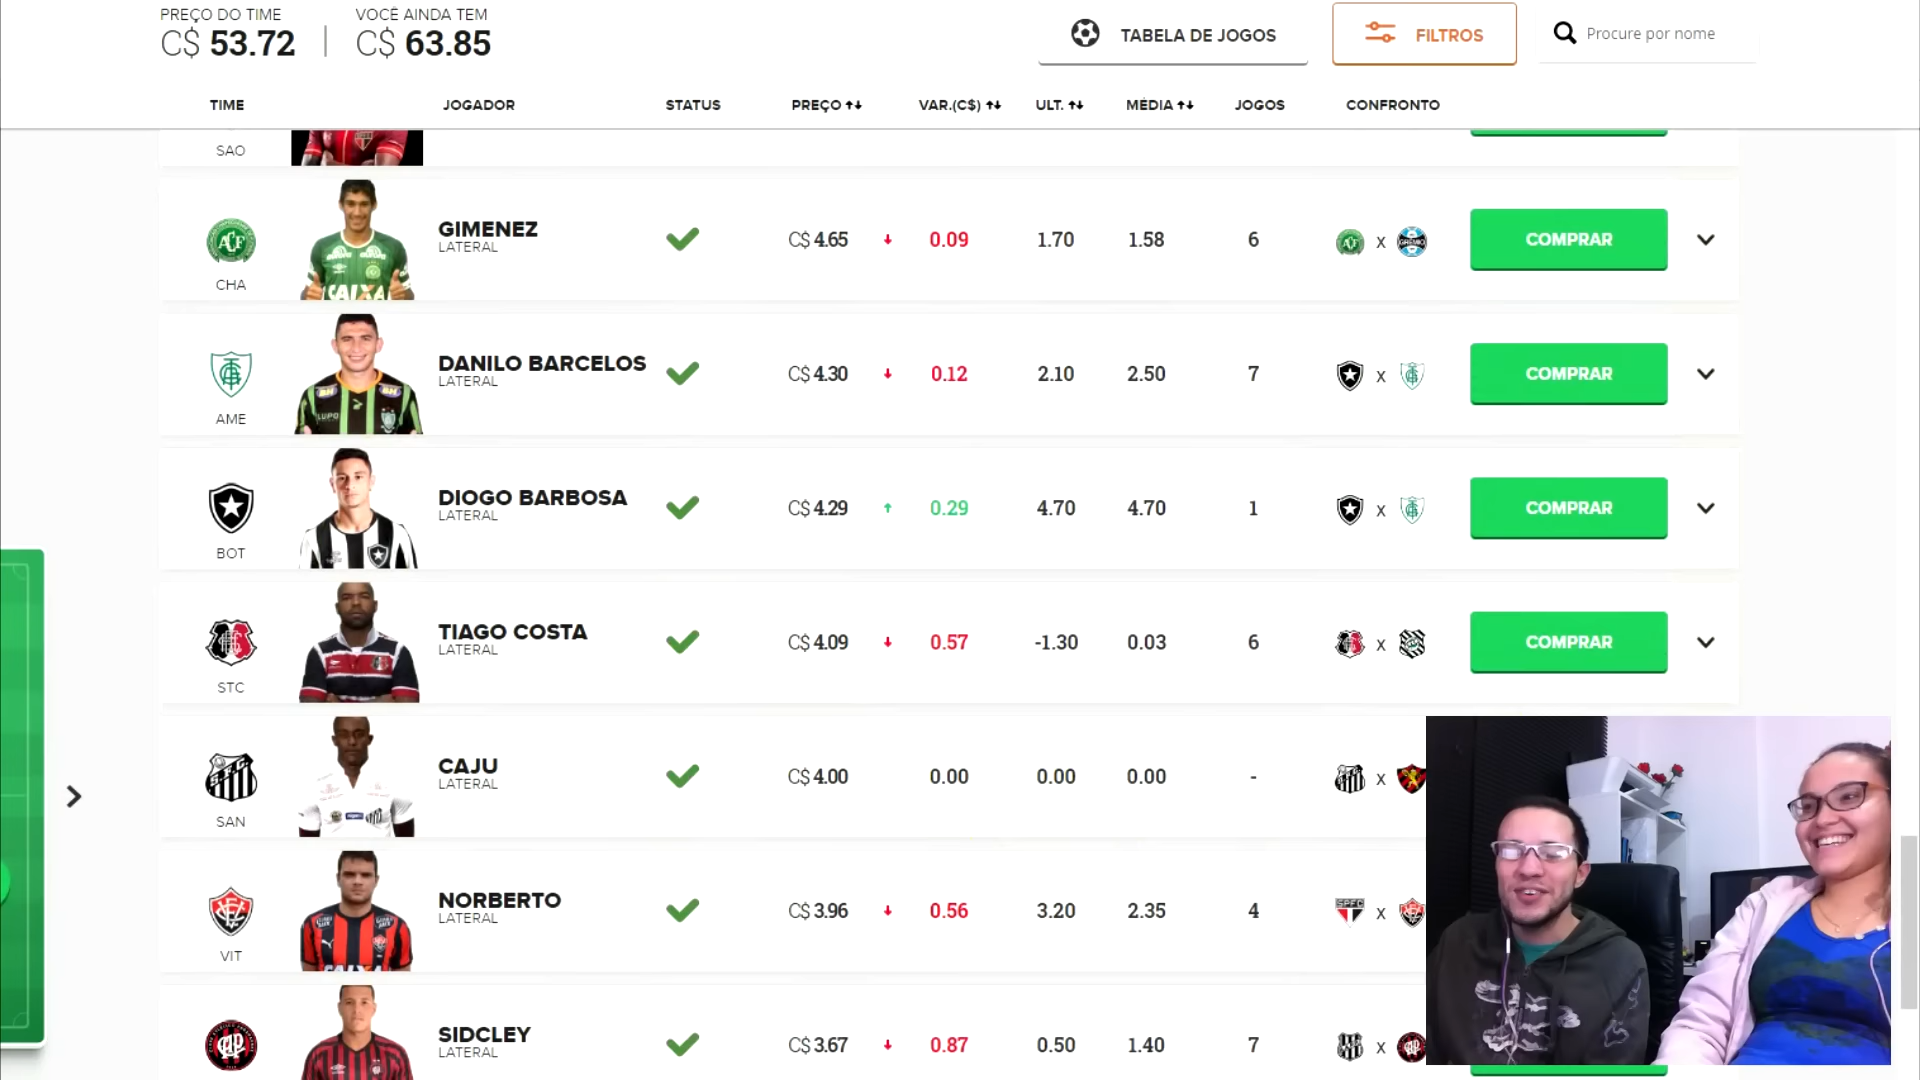 PREÇO DO TIME
C$ 53.72
VOCÊ AINDA TEM
C$ 63.85
TABELA DE JOGOS
FILTROS
Procure por nome
TIME JOGADOR STATUS PREÇO VAR.(C$) ULT. MÉDIA JOGOS CONFRONTO
SAO
GIMENEZ
LATERAL
CHA
C$ 4.65 0.09 1.70 1.58 6 X COMPRAR
DANILO BARCELOS
LATERAL
AME
C$ 4.30 0.12 2.10 2.50 7 X COMPRAR
DIOGO BARBOSA
LATERAL
BOT
C$ 4.29 0.29 4.70 4.70 1 X COMPRAR
TIAGO COSTA
LATERAL
STC
C$ 4.09 0.57 -1.30 0.03 6 X COMPRAR
CAJU
LATERAL
SAN
C$ 4.00 0.00 0.00 0.00 - X
NORBERTO
LATERAL
VIT
C$ 3.96 0.56 3.20 2.35 4 X
SIDCLEY
LATERAL
C$ 3.67 0.87 0.50 1.40 7 X